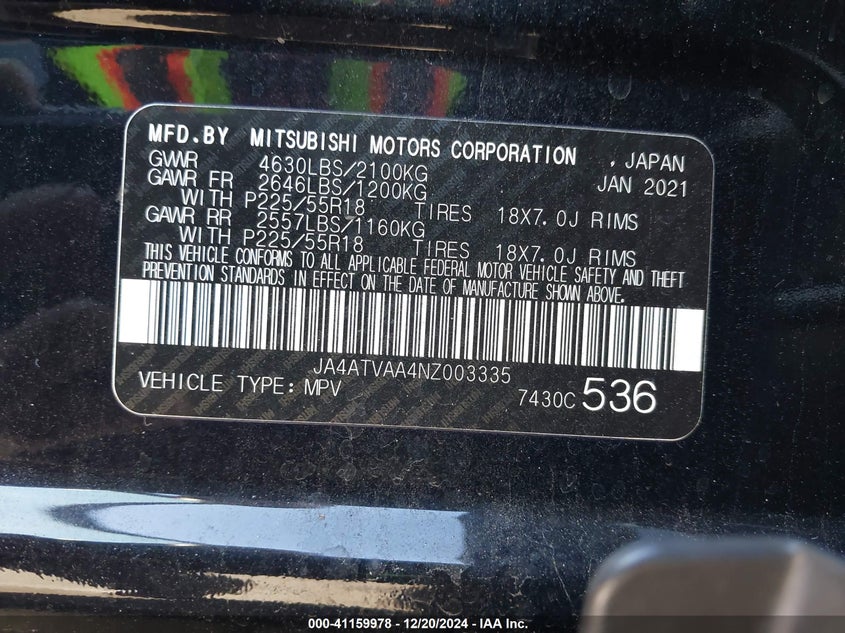 MFD.BY MITSUBISHI MOTORS CORPORATION , JAPAN
GVWR 4630LBS/2100KG JAN 2021
GAWR FR 2646LBS/1200KG
WITH P225/55R18 TIRES 18X7.0J RIMS
GAWR RR 2557LBS/1160KG
WITH P225/55R18 TIRES 18X7.0J RIMS
THIS VEHICLE CONFORMS TO ALL APPLICABLE FEDERAL MOTOR VEHICLE SAFETY AND THEFT
PREVENTION STANDARDS IN EFFECT ON THE DATE OF MANUFACTURE SHOWN ABOVE.
JA4ATVAA4NZ003335
VEHICLE TYPE: MPV 7430C 536
000-41159978 - 12/20/2024 - IAA Inc.